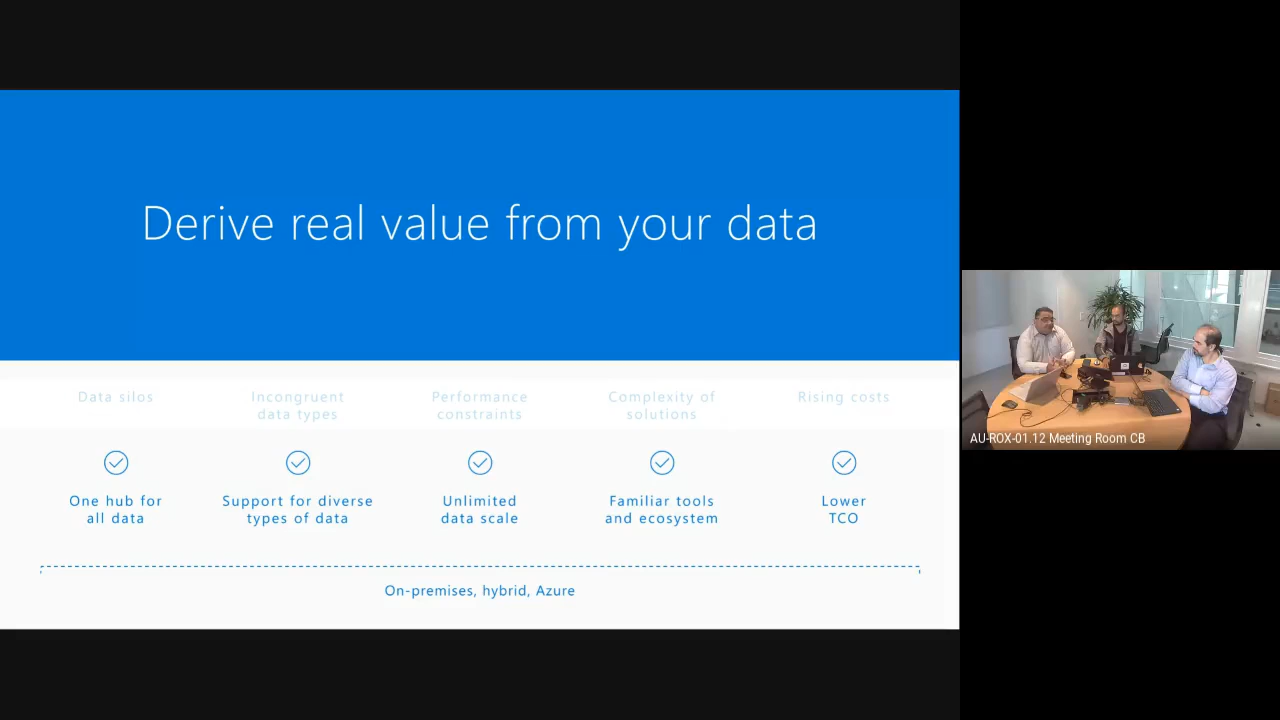 Derive real value from your data
Data silos
Incongruent
data types
Performance
constraints
Complexity of
solutions
Rising costs
One hub for
all data
Support for diverse
types of data
Unlimited
data scale
Familiar tools
and ecosystem
Lower
TCO
On-premises, hybrid, Azure
AU-ROX-01.12 Meeting Room CB